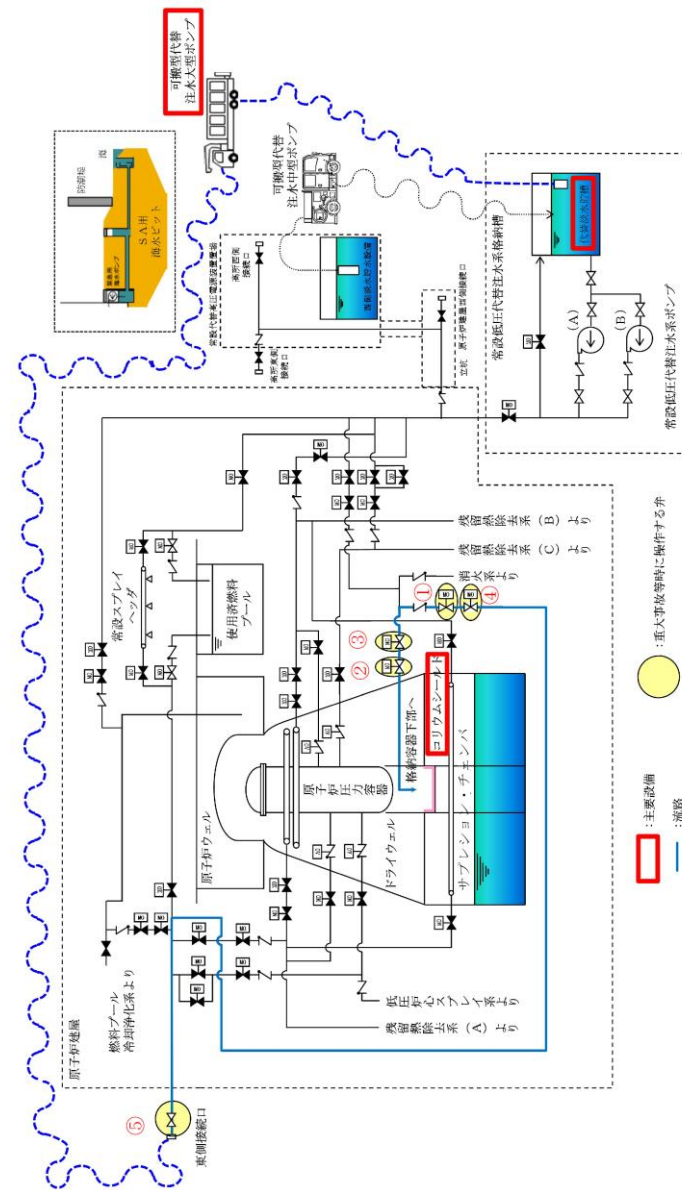 可搬型代替
注水大型ポンプ
防潮堤
海
SA用
海水ピット
可搬型代替
注水中型ポンプ
常設代替高圧電源装置置場
高所西側
接続口
高所東側
接続口
西側淡水貯水設備
立坑
原子炉建屋西側接続口
常設低圧代替注水系格納槽
代替淡水貯槽
(A)
(B)
常設低圧代替注水系ポンプ
原子炉建屋
常設スプレイ
ヘッダ
使用済燃料
プール
原子炉ウェル
原子炉圧力容器
ドライウェル
格納容器下部へ
コリウムシールド
サプレッション・チェンバ
燃料プール
冷却浄化系より
残留熱除去系(B)より
残留熱除去系(C)より
消火系より
低圧炉心スプレイ系より
残留熱除去系(A)より
①
②
③
④
⑤
東側接続口
MO
MO
MO
MO
:主要設備
:流路
:重大事故等時に操作する弁